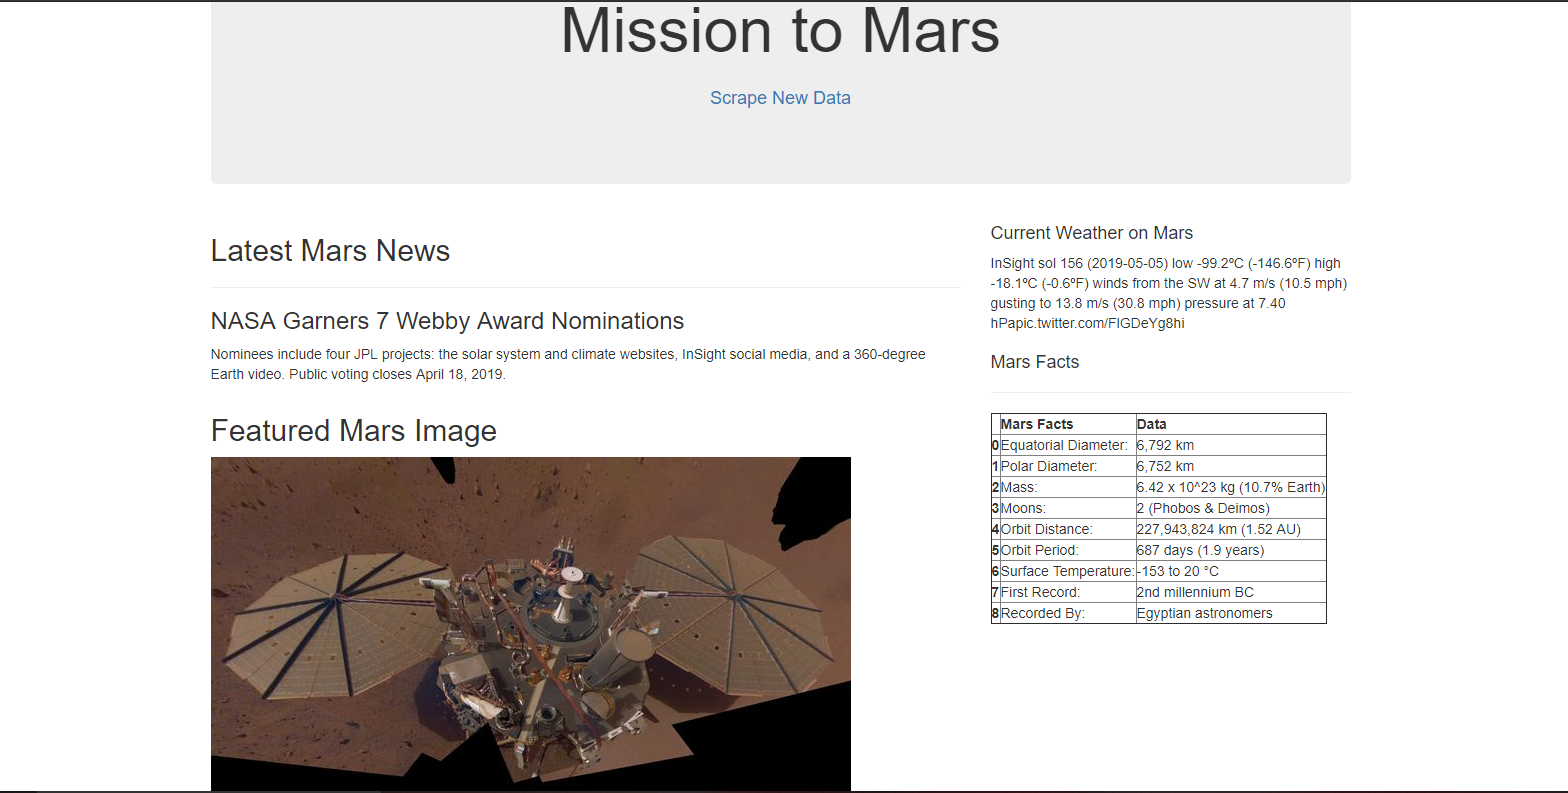 Mission to Mars
Scrape New Data
Latest Mars News
NASA Garners 7 Webby Award Nominations
Nominees include four JPL projects: the solar system and climate websites, InSight social media, and a 360-degree
Earth video. Public voting closes April 18, 2019.
Featured Mars Image
Current Weather on Mars
InSight sol 156 (2019-05-05) low -99.2ºC (-146.6ºF) high
-18.1ºC (-0.6ºF) winds from the SW at 4.7 m/s (10.5 mph)
gusting to 13.8 m/s (30.8 mph) pressure at 7.40
hPapic.twitter.com/FIGDeYg8hi
Mars Facts
Mars Facts Data
0 Equatorial Diameter: 6,792 km
1 Polar Diameter: 6,752 km
2 Mass: 6.42 x 10^23 kg (10.7% Earth)
3 Moons: 2 (Phobos & Deimos)
4 Orbit Distance: 227,943,824 km (1.52 AU)
5 Orbit Period: 687 days (1.9 years)
6 Surface Temperature: -153 to 20 °C
7 First Record: 2nd millennium BC
8 Recorded By: Egyptian astronomers